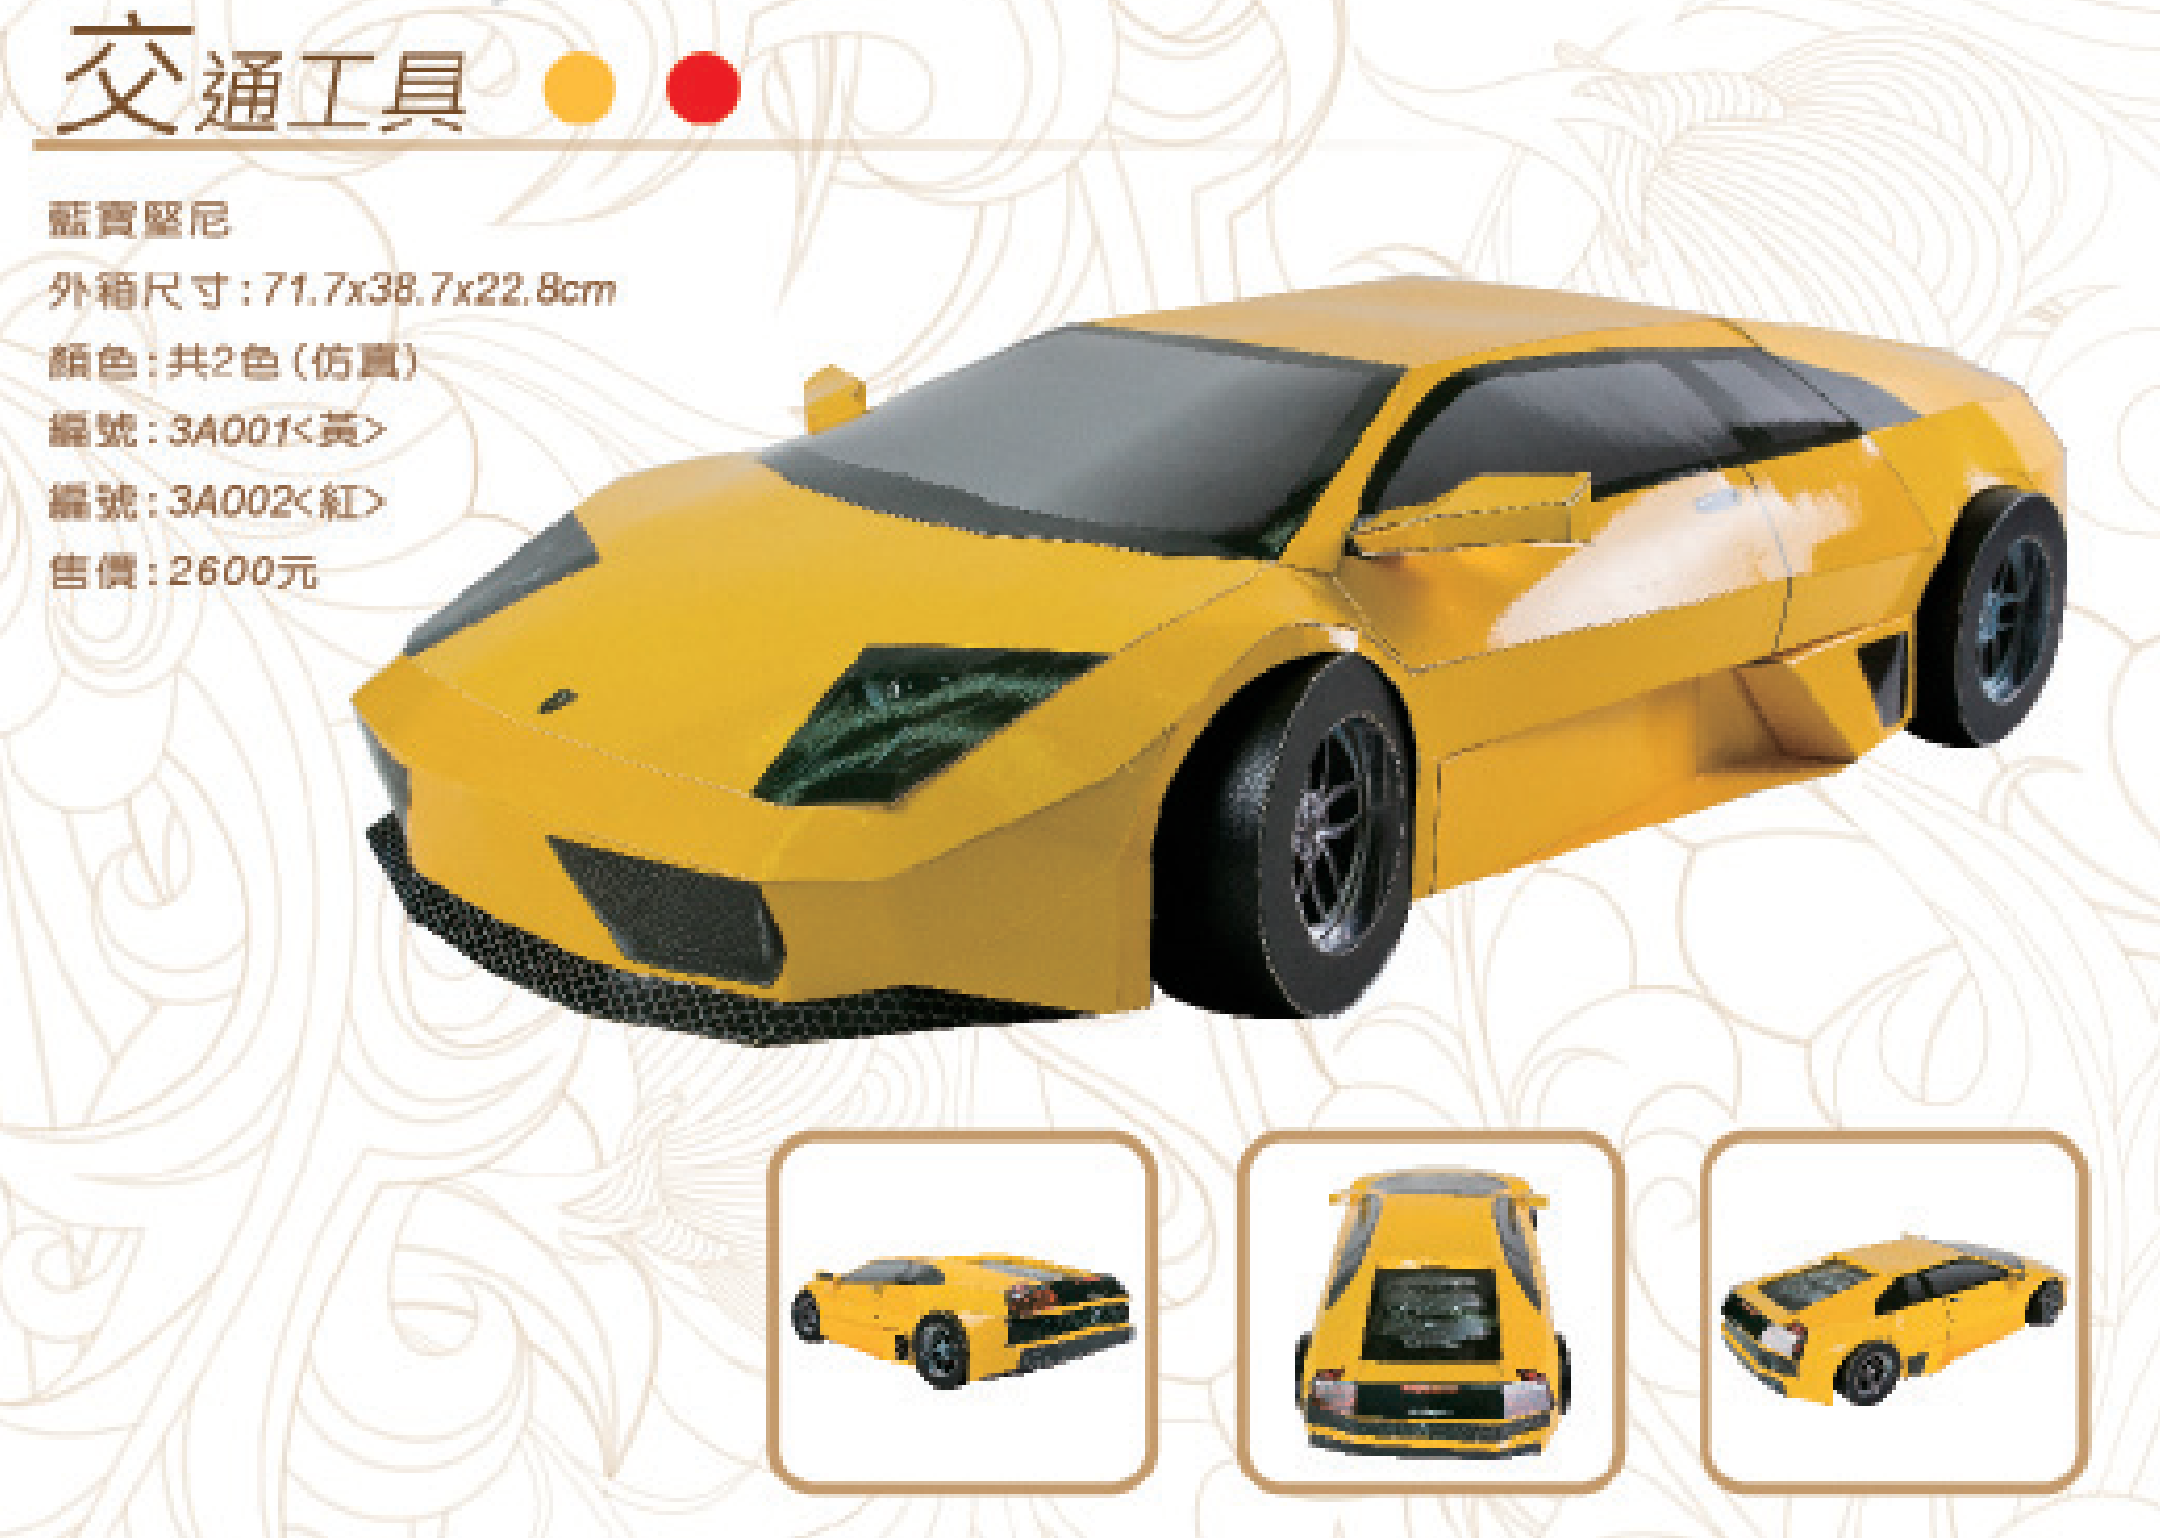 交通工具
藍寶堅尼
外箱尺寸:71.7x38.7x22.8cm
顏色:共2色(仿真)
編號:3A001<黃>
編號:3A002<紅>
售價:2600元